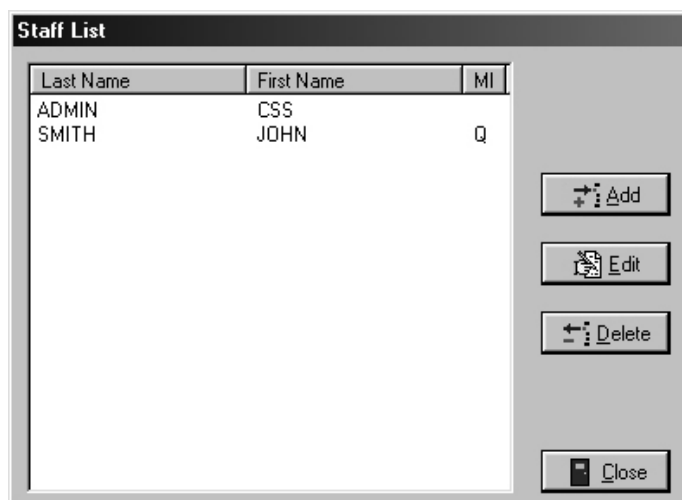 Staff List
Last Name First Name MI
ADMIN CSS
SMITH JOHN Q
Add
Edit
Delete
Close